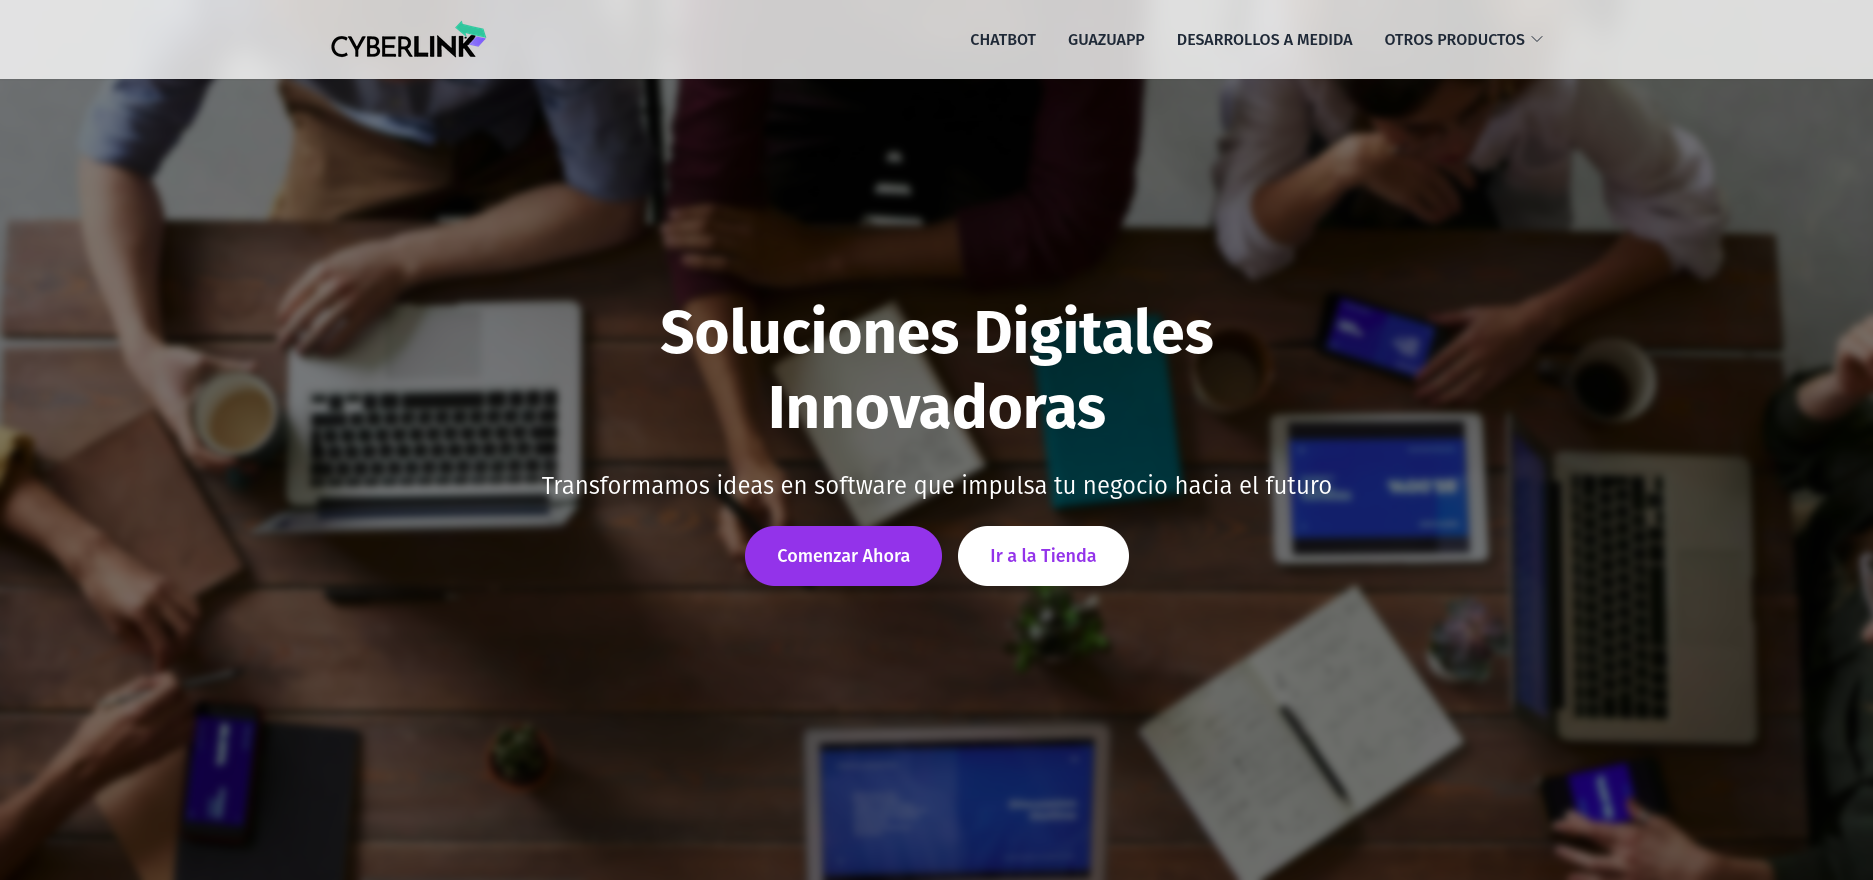 CYBERLINK
CHATBOT
GUAZUAPP
DESARROLLOS A MEDIDA
OTROS PRODUCTOS
Soluciones Digitales
Innovadoras
Transformamos ideas en software que impulsa tu negocio hacia el futuro
Comenzar Ahora
Ir a la Tienda